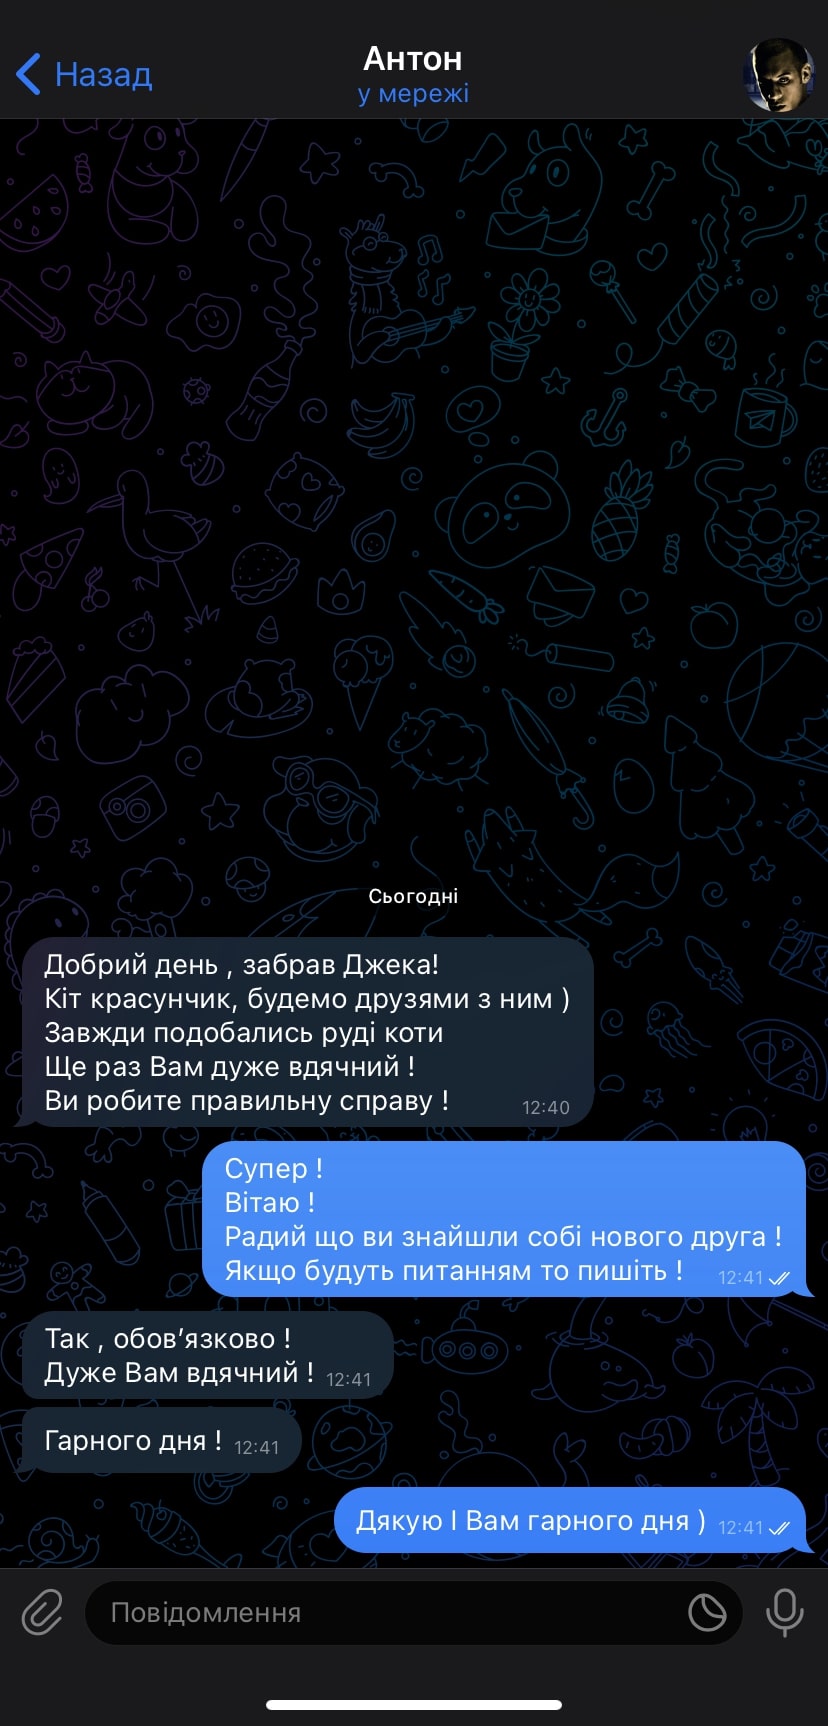 Назад
Антон
у мережі
Сьогодні
Добрий день , забрав Джека!
Кіт красунчик, будемо друзями з ним )
Завжди подобались руді коти
Ще раз Вам дуже вдячний !
Ви робите правильну справу !
12:40
Супер !
Вітаю !
Радий що ви знайшли собі нового друга !
Якщо будуть питанням то пишіть !
12:41
Так , обов’язково !
Дуже Вам вдячний !
12:41
Гарного дня !
12:41
Дякую І Вам гарного дня )
12:41
Повідомлення